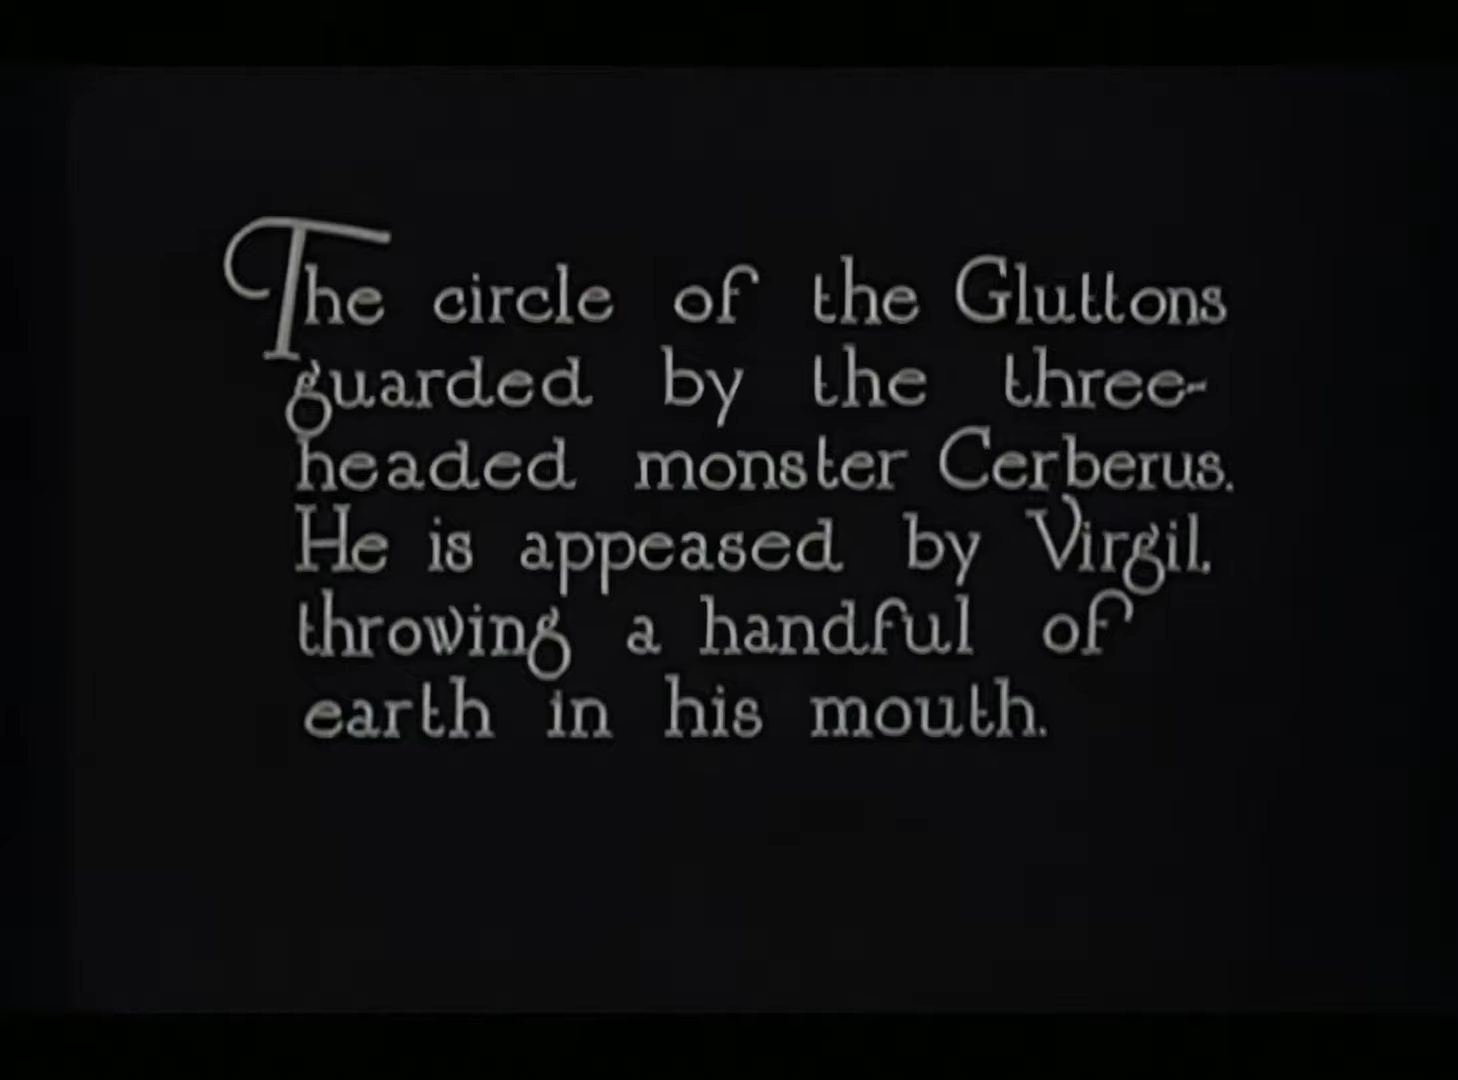 The circle of the Gluttons
guarded by the three-
headed monster Cerberus.
He is appeased by Virgil.
throwing a handful of
earth in his mouth.